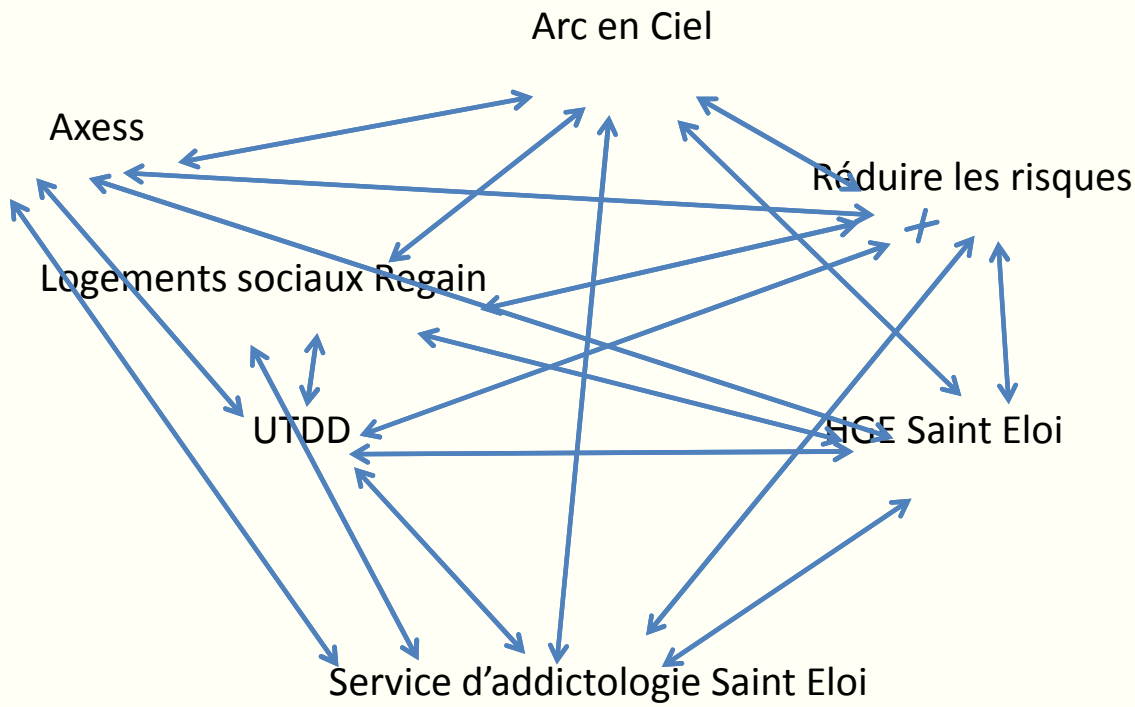 Arc en Ciel
Axess
Réduire les risques
Logements sociaux Regain
UTDD
HGE Saint Eloi
Service d’addictologie Saint Eloi